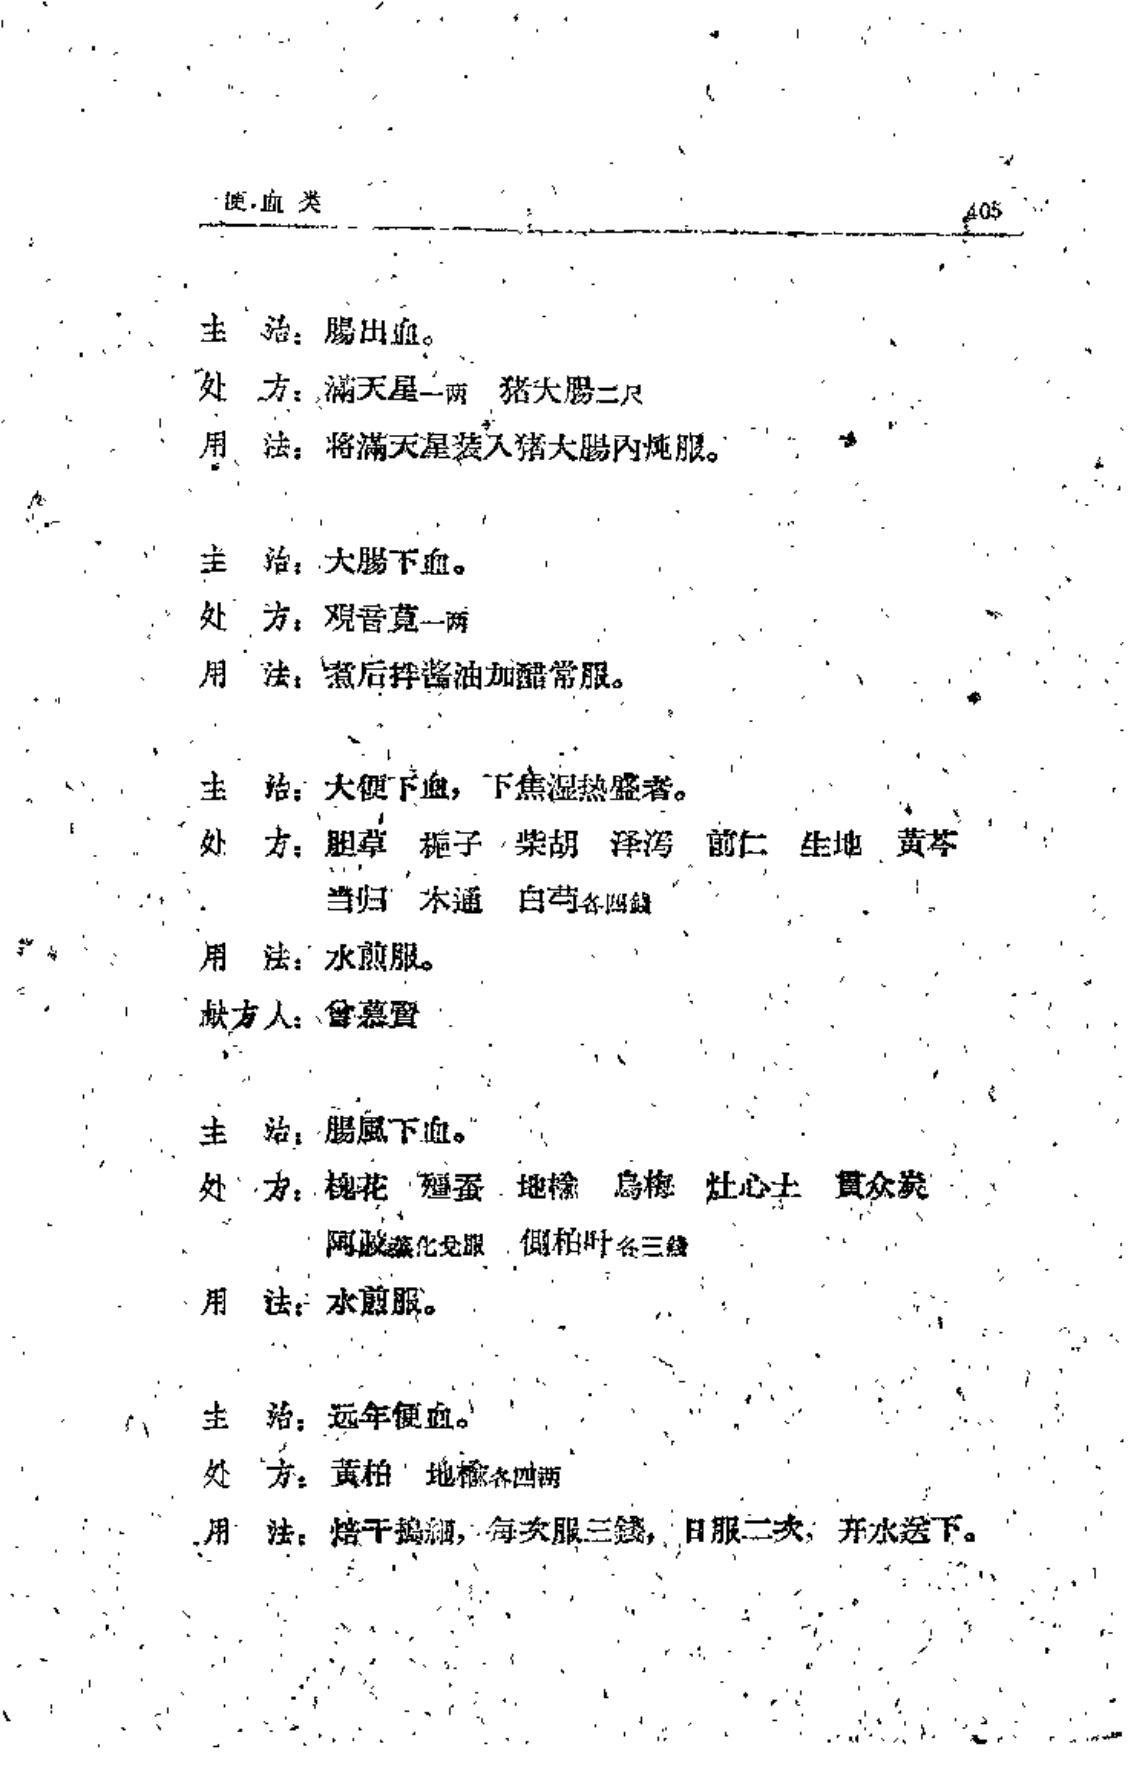 便血类 405
主 治：腸出血。
处 方：滿天星一两 猪大腸二尺
用 法：将滿天星装入猪大腸内炖服。
主 治：大腸下血。
处 方：观音莧一两
用 法：煮后拌酱油加醋常服。
主 治：大便下血，下焦湿热盛者。
处 方：胆草 梔子 柴胡 泽泻 前仁 生地 黄芩
当归 木通 白芍各四錢
用 法：水煎服。
献方人：曾慕賢
主 治：腸風下血。
处 方：槐花 殭蚕 地榆 烏梅 灶心土 貫众炭
阿胶蒸化兑服 側柏叶各三錢
用 法：水煎服。
主 治：远年便血。
处 方：黄柏 地榆各四两
用 法：焙干搗細，每次服三錢，日服二次，开水送下。